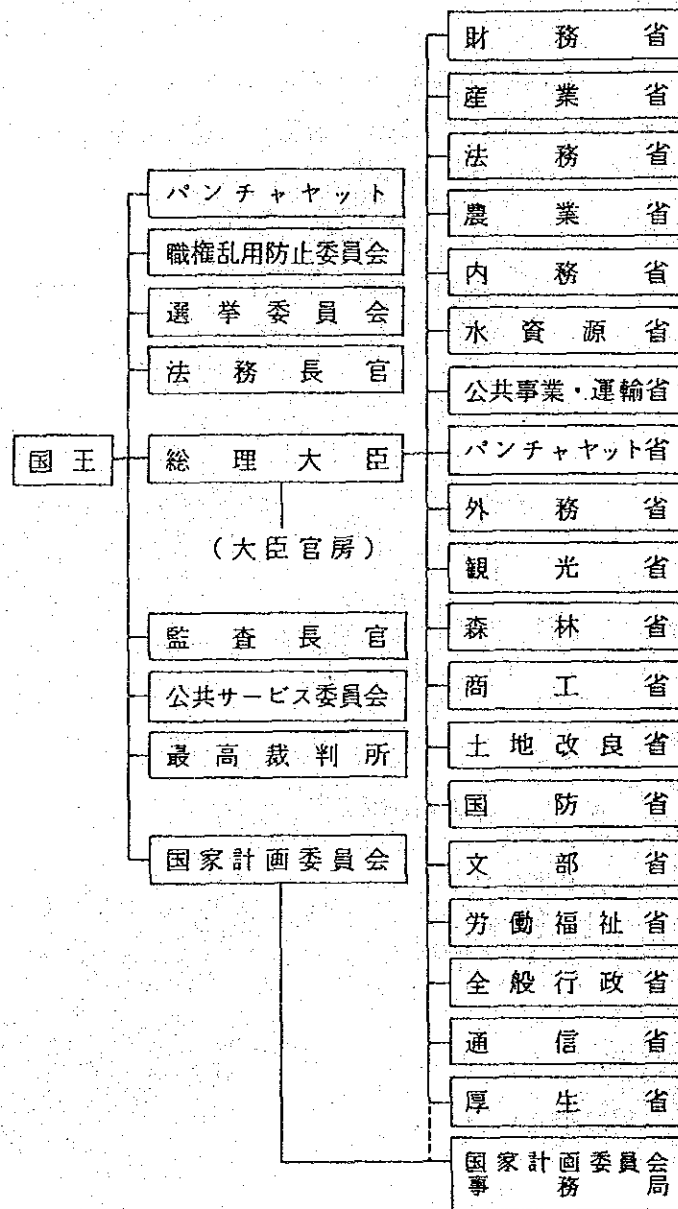 国王
パンチャヤット
職権乱用防止委員会
選挙委員会
法務長官
総理大臣
(大臣官房)
監査長官
公共サービス委員会
最高裁判所
国家計画委員会
財務省
産業省
法務省
農業省
内務省
水資源省
公共事業・運輸省
パンチャヤット省
外務省
観光省
森林省
商工省
土地改良省
国防省
文部省
労働福祉省
全般行政省
通信省
厚生省
国家計画委員会
事務局